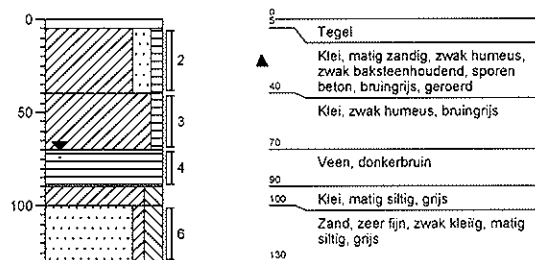 0
50
100
2
3
4
6
0
5
Tegel
Klei, matig zandig, zwak humeus,
zwak baksteenhoudend, sporen
beton, bruingrijs, geroerd
40
Klei, zwak humeus, bruingrijs
70
Veen, donkerbruin
90
100
Klei, matig siltig, grijs
Zand, zeer fijn, zwak kleiïg, matig
siltig, grijs
130